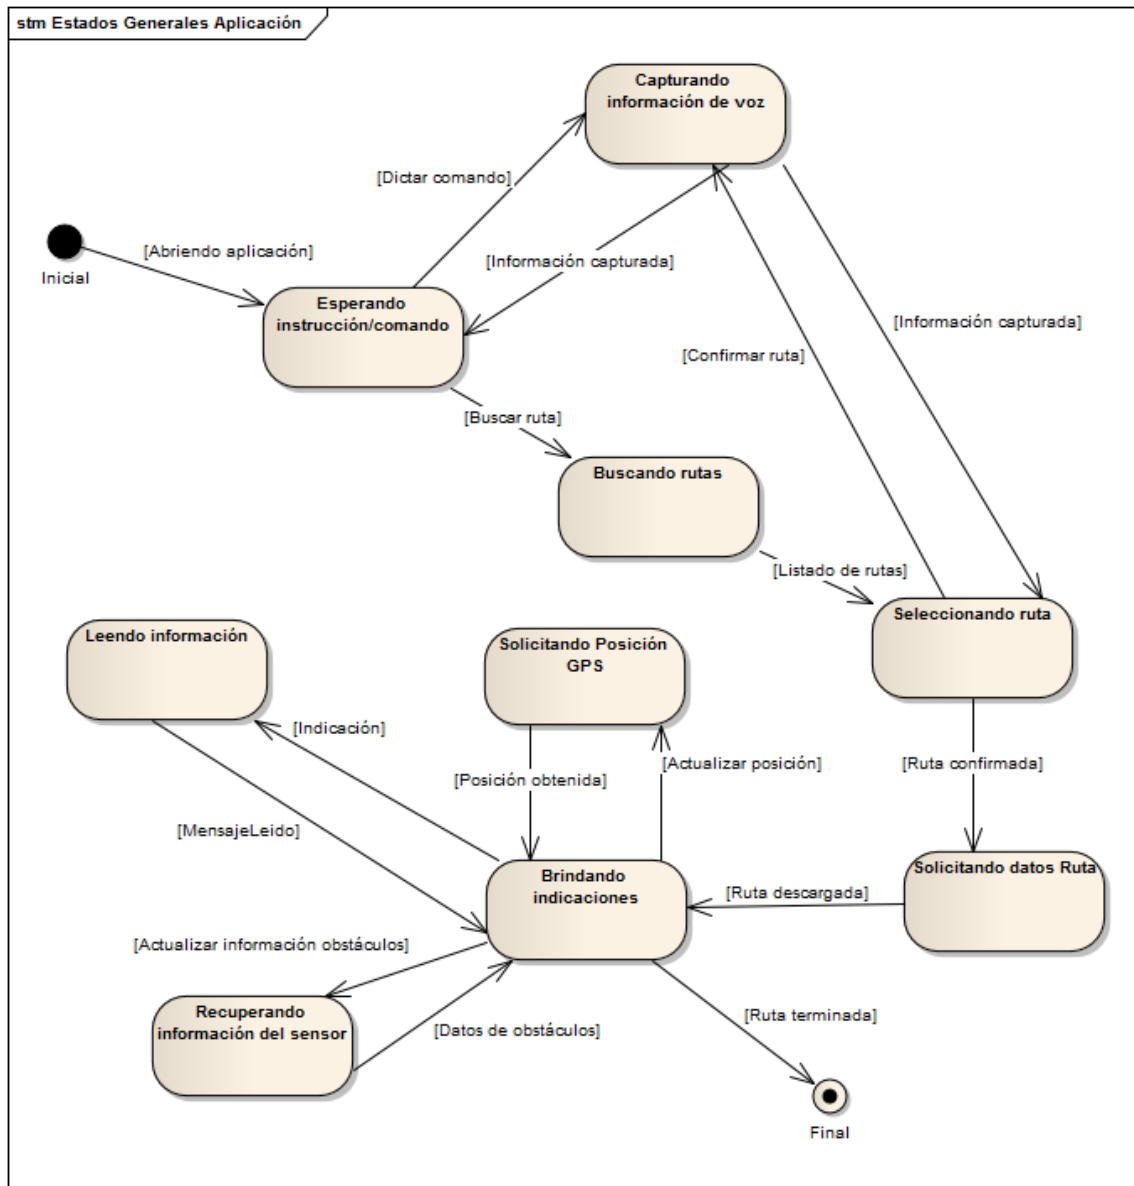 stm Estados Generales Aplicación
Capturando
información de voz
[Dictar comando]
[Abriendo aplicación]
[Información capturada]
Inicial
Esperando
instrucción/comando
[Información capturada]
[Confirmar ruta]
[Buscar ruta]
Buscando rutas
[Listado de rutas]
Seleccionando ruta
Leendo información
Solicitando Posición
GPS
[Indicación]
[Posición obtenida]
[Actualizar posición]
[Ruta confirmada]
[MensajeLeido]
Brindando
indicaciones
[Ruta descargada]
Solicitando datos Ruta
[Actualizar información obstáculos]
Recuperando
información del sensor
[Datos de obstáculos]
[Ruta terminada]
Final